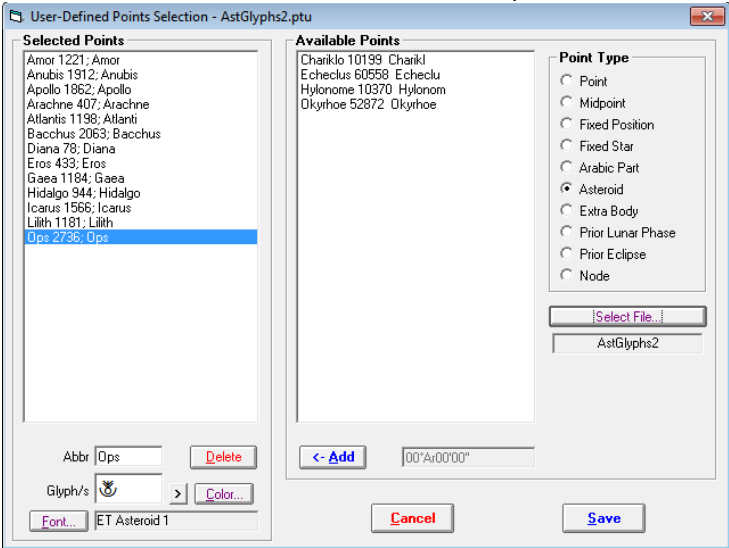 User-Defined Points Selection - AstGlyphs2.ptu
Selected Points
Amor 1221; Amor
Anubis 1912; Anubis
Apollo 1862; Apollo
Arachne 407; Arachne
Atlantis 1198; Atlanti
Bacchus 2063; Bacchus
Diana 78; Diana
Eros 433; Eros
Gaea 1184; Gaea
Hidalgo 944; Hidalgo
Icarus 1566; Icarus
Lilith 1181; Lilith
Ops 2736; Ops
Abbr Ops Delete
Glyph/s > Color...
Font... ET Asteroid 1
Available Points
Chariklo 10199 Charikl
Echeclus 60558 Echeclu
Hylonome 10370 Hylonom
Okyrhoe 52872 Okyrhoe
<- Add 00°Ar00'00"
Point Type
Point
Midpoint
Fixed Position
Fixed Star
Arabic Part
Asteroid
Extra Body
Prior Lunar Phase
Prior Eclipse
Node
Select File...
AstGlyphs2
Cancel Save